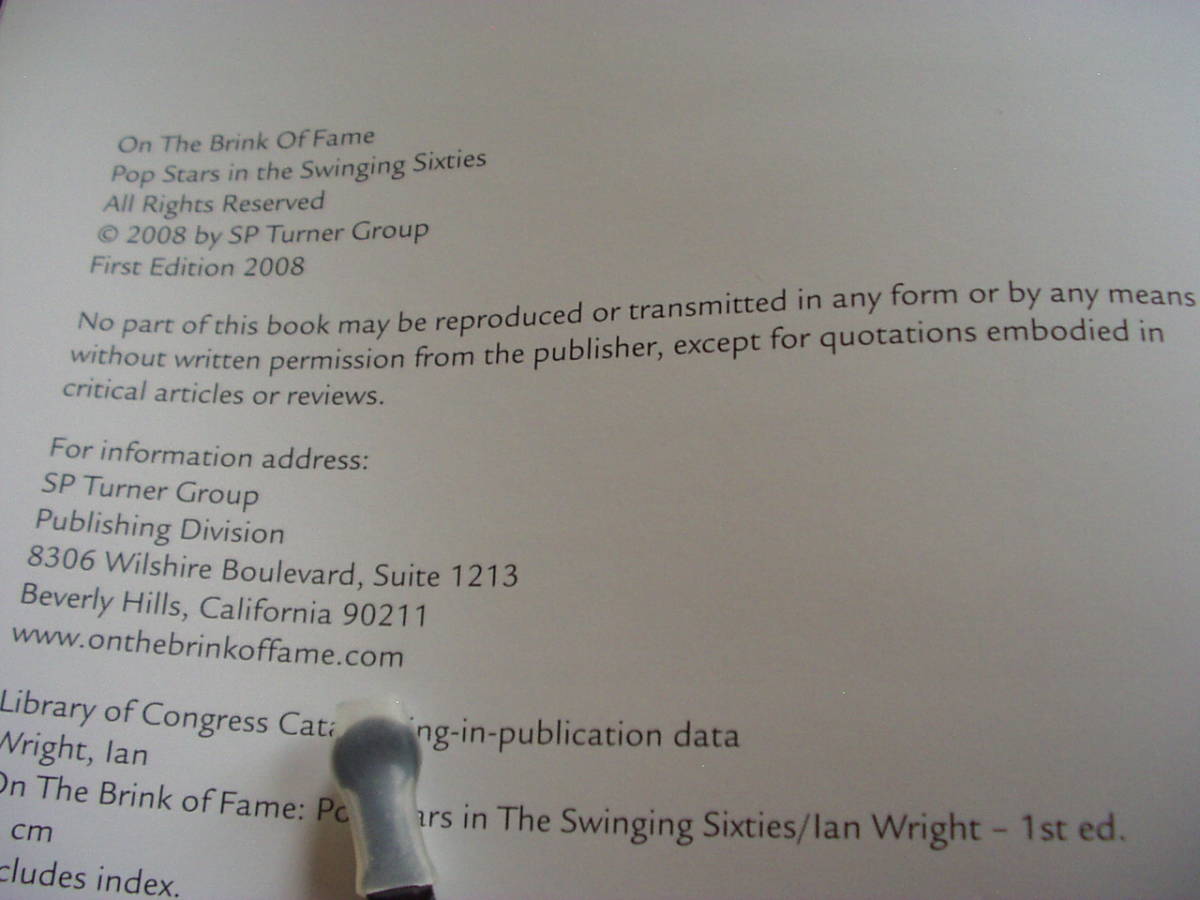 On The Brink Of Fame
Pop Stars in the Swinging Sixties
All Rights Reserved
© 2008 by SP Turner Group
First Edition 2008
No part of this book may be reproduced or transmitted in any form or by any means
without written permission from the publisher, except for quotations embodied in
critical articles or reviews.
For information address:
SP Turner Group
Publishing Division
8306 Wilshire Boulevard, Suite 1213
Beverly Hills, California 90211
www.onthebrinkoffame.com
Library of Congress in-publication data
Wright, Ian
On The Brink of Fame: in The Swinging Sixties/Ian Wright – 1st ed.
cm
index.